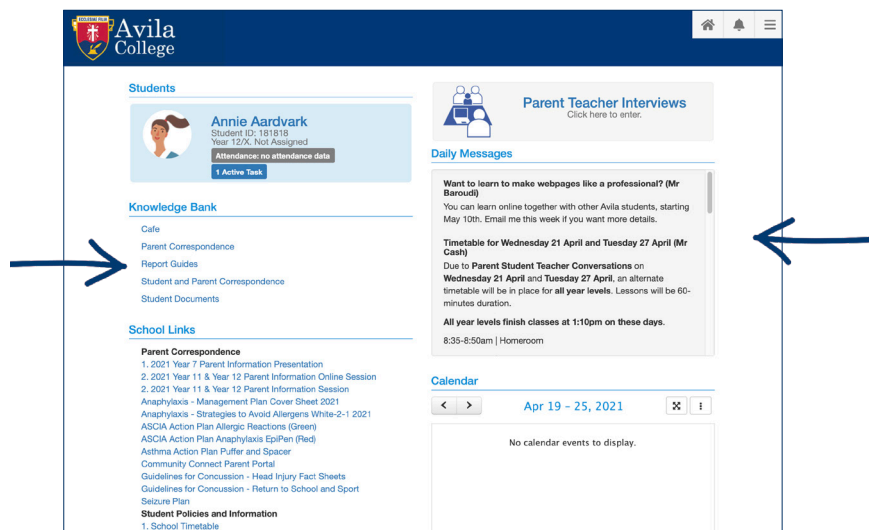 ECCLESIAE FILIA
Avila
College
Students
Annie Aardvark
Student ID: 181818
Year 12/X. Not Assigned
Attendance: no attendance data
1 Active Task
Knowledge Bank
Cafe
Parent Correspondence
Report Guides
Student and Parent Correspondence
Student Documents
School Links
Parent Correspondence
1. 2021 Year 7 Parent Information Presentation
2. 2021 Year 11 & Year 12 Parent Information Online Session
2. 2021 Year 11 & Year 12 Parent Information Session
Anaphylaxis - Management Plan Cover Sheet 2021
Anaphylaxis - Strategies to Avoid Allergens White-2-1 2021
ASCIA Action Plan Allergic Reactions (Green)
ASCIA Action Plan Anaphylaxis EpiPen (Red)
Asthma Action Plan Puffer and Spacer
Community Connect Parent Portal
Guidelines for Concussion - Head Injury Fact Sheets
Guidelines for Concussion - Return to School and Sport
Seizure Plan
Student Policies and Information
1. School Timetable
Parent Teacher Interviews
Click here to enter.
Daily Messages
Want to learn to make webpages like a professional? (Mr
Baroudi)
You can learn online together with other Avila students, starting
May 10th. Email me this week if you want more details.
Timetable for Wednesday 21 April and Tuesday 27 April (Mr
Cash)
Due to Parent Student Teacher Conversations on
Wednesday 21 April and Tuesday 27 April, an alternate
timetable will be in place for all year levels. Lessons will be 60-
minutes duration.
All year levels finish classes at 1:10pm on these days.
8:35-8:50am | Homeroom
Calendar
Apr 19 – 25, 2021
No calendar events to display.